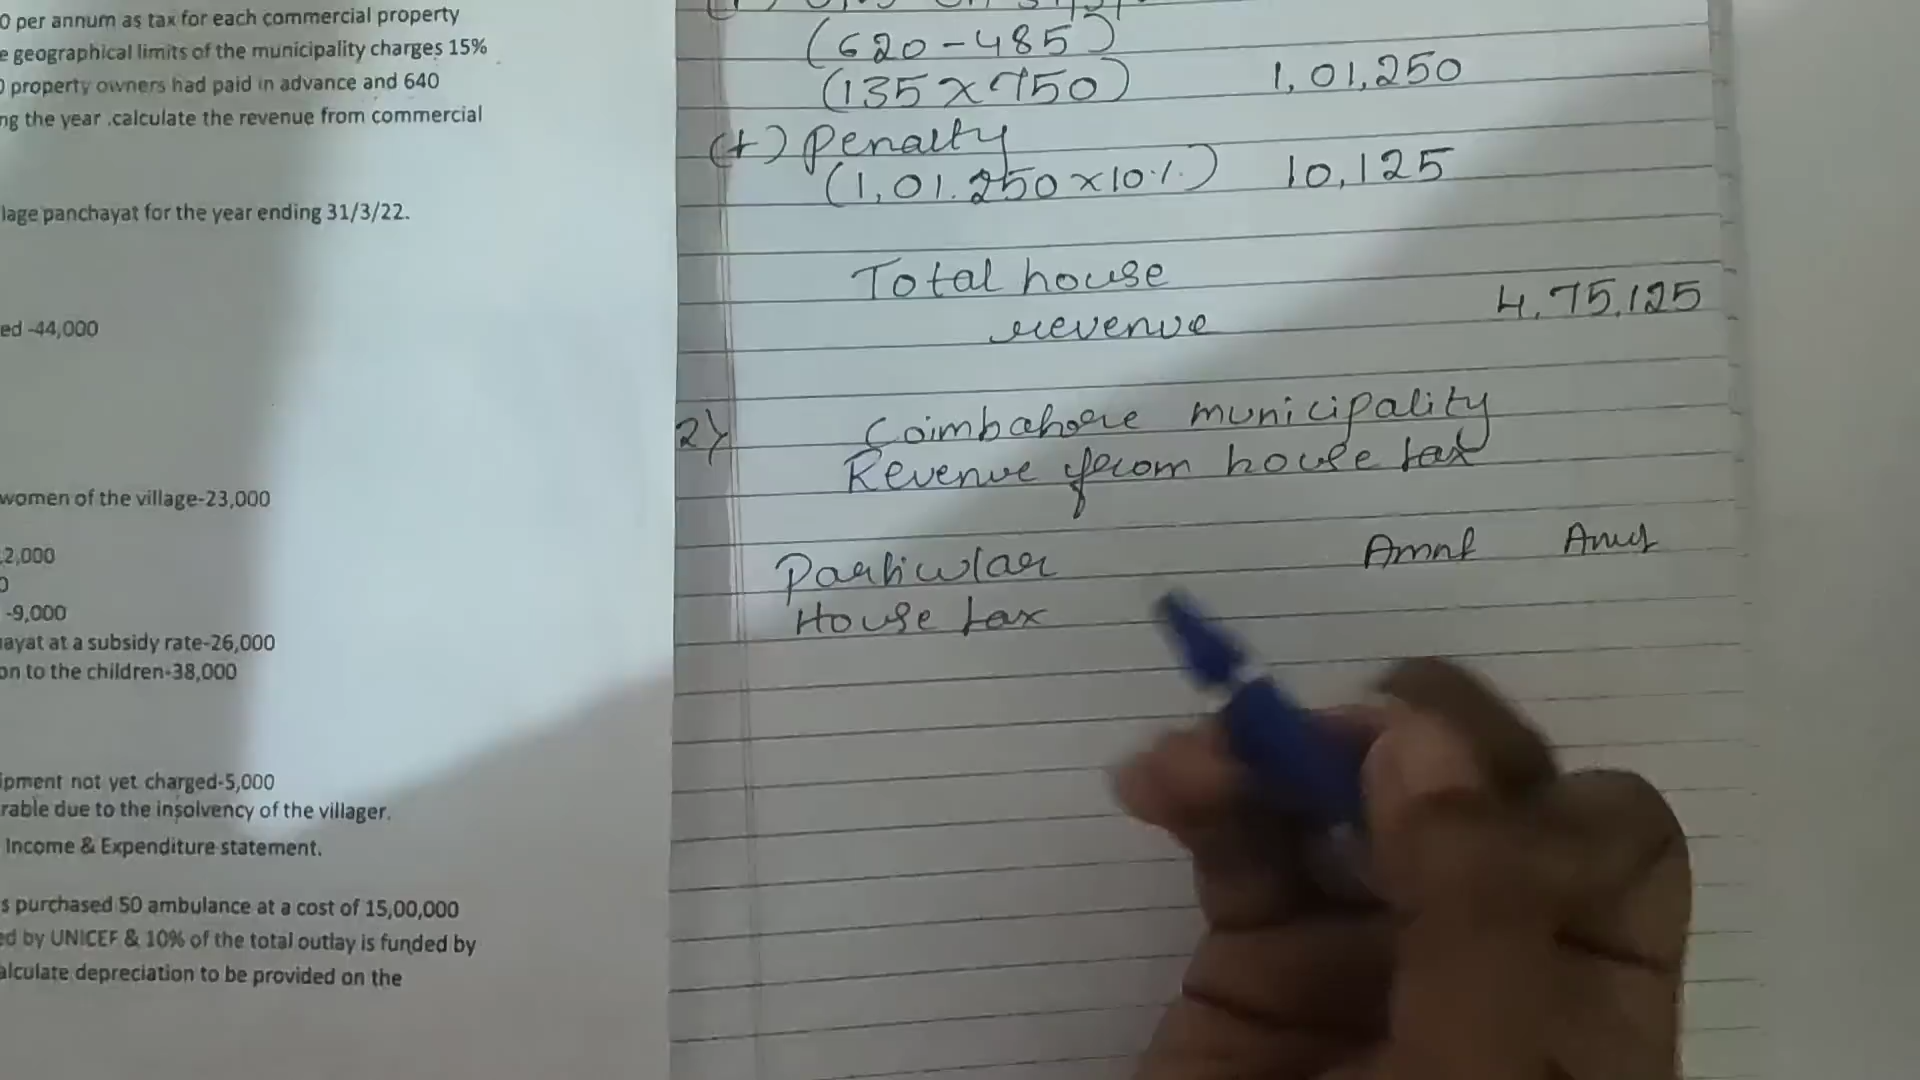 0 per annum as tax for each commercial property
e geographical limits of the municipality charges 15%
0 property owners had paid in advance and 640
ng the year .calculate the revenue from commercial
lage panchayat for the year ending 31/3/22.
ed -44,000
women of the village-23,000
2,000
0
-9,000
ayat at a subsidy rate-26,000
on to the children-38,000
ipment not yet charged-5,000
rable due to the insolvency of the villager.
Income & Expenditure statement.
s purchased 50 ambulance at a cost of 15,00,000
ed by UNICEF & 10% of the total outlay is funded by
alculate depreciation to be provided on the
(620-485)
(135 x 750) 1,01,250
(+) Penalty
(1,01.250 x 10%) 10,125
Total house
revenue 4,75,125
2) Coimbahore municipality
Revenue from house tax
Particular Amnt Amt
House tax